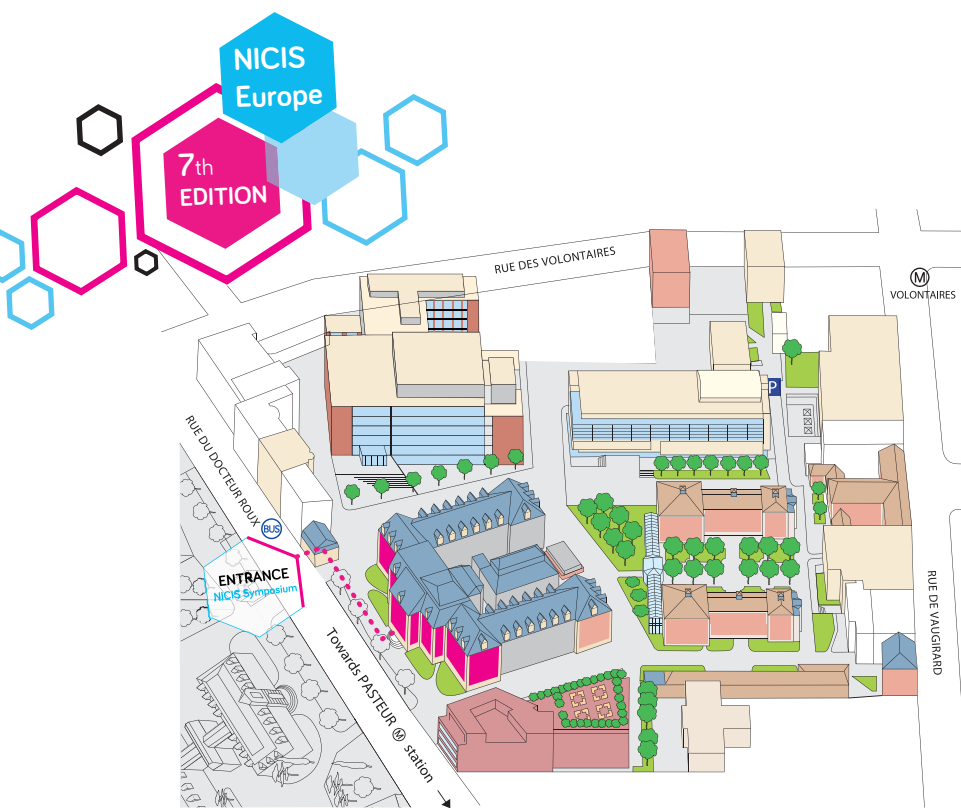 NICIS
Europe
7th
EDITION
RUE DES VOLONTAIRES
M
VOLONTAIRES
P
RUE DU DOCTEUR ROUX
BUS
ENTRANCE
NICIS Symposium
Towards PASTEUR M station
RUE DE VAUGIRARD